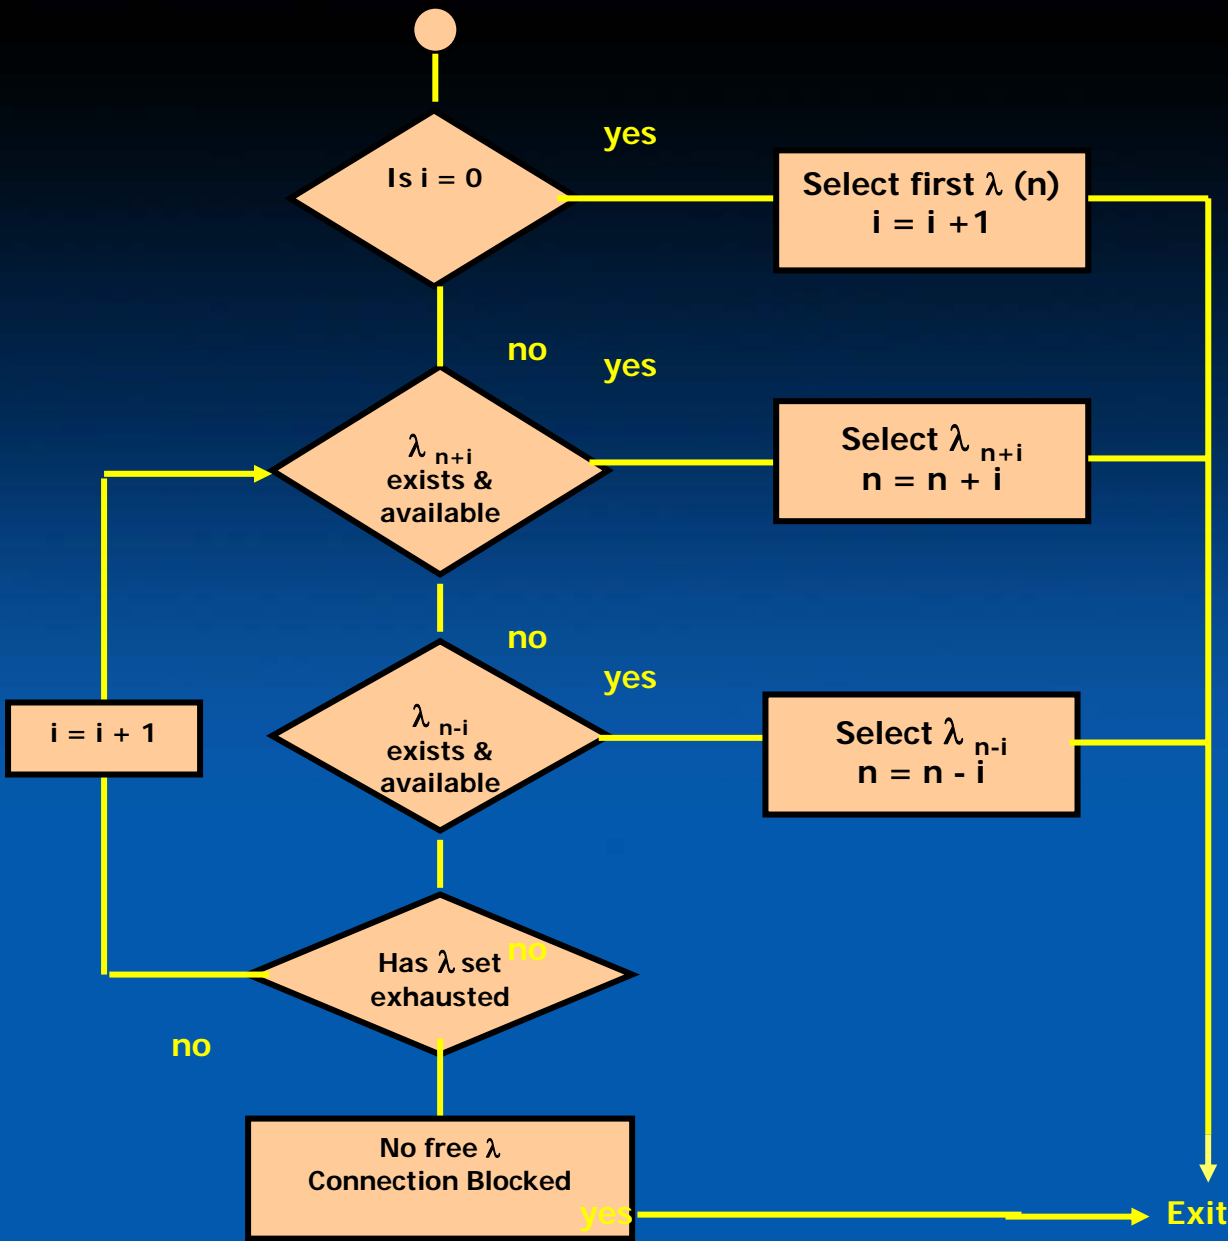 yes
Is i = 0
Select first λ (n)
i = i +1
no
yes
λ n+i
exists &
available
Select λ n+i
n = n + i
no
yes
i = i + 1
λ n-i
exists &
available
Select λ n-i
n = n - i
no
Has λ set
exhausted
no
No free λ
Connection Blocked
yes
Exit